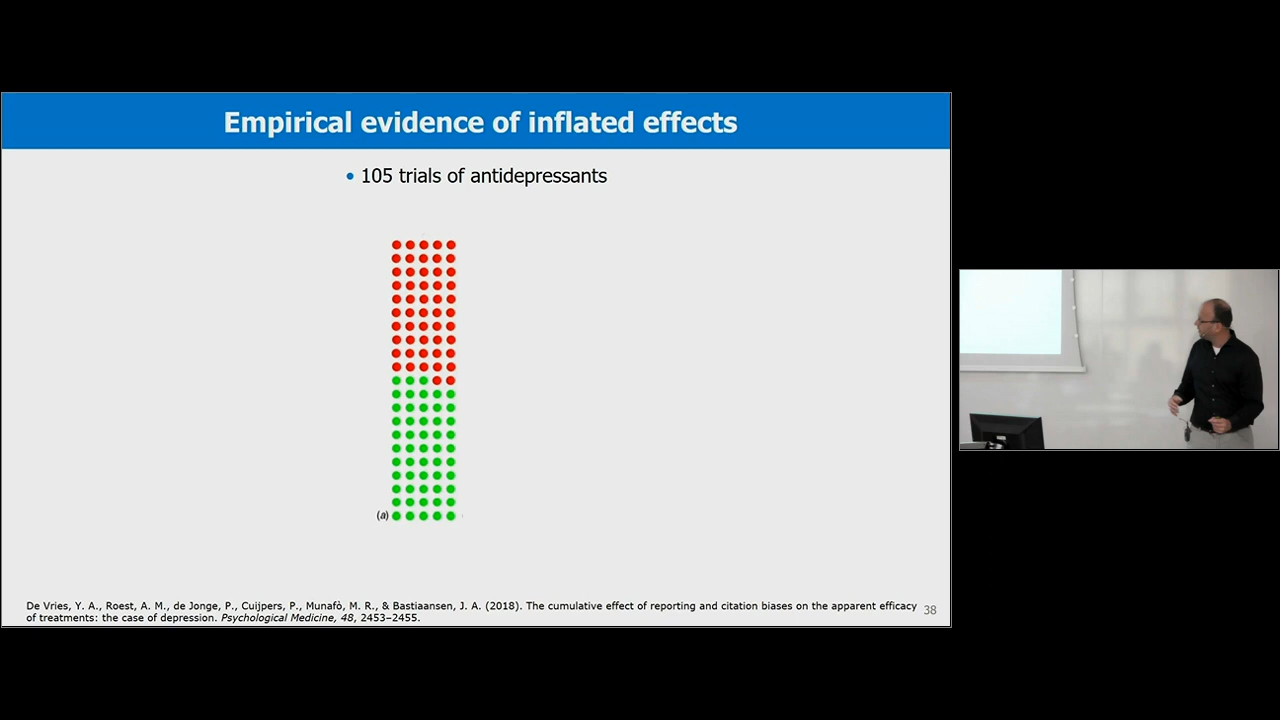 Empirical evidence of inflated effects
• 105 trials of antidepressants
(a)
De Vries, Y. A., Roest, A. M., de Jonge, P., Cuijpers, P., Munafò, M. R., & Bastiaansen, J. A. (2018). The cumulative effect of reporting and citation biases on the apparent efficacy
of treatments: the case of depression. Psychological Medicine, 48, 2453–2455.
38